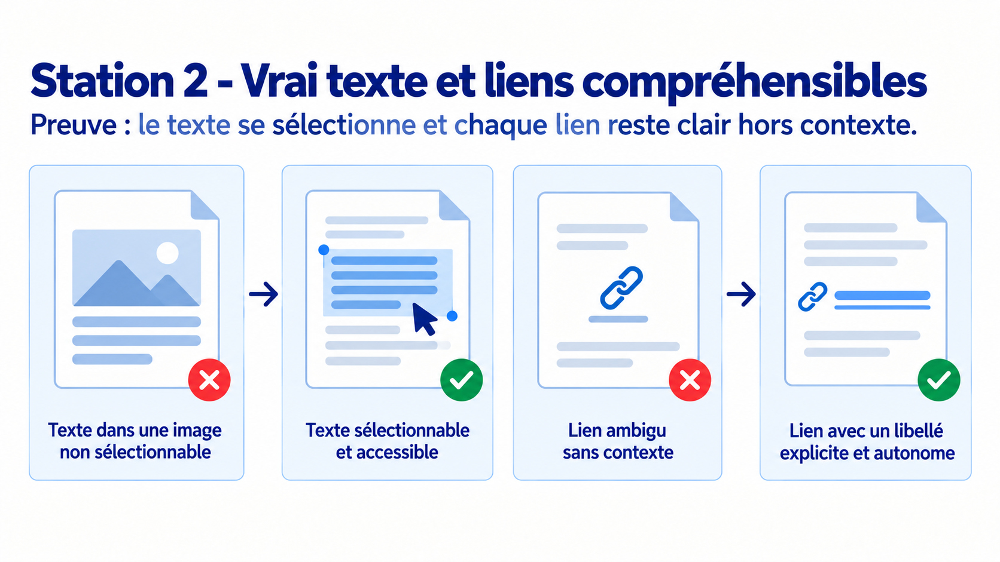 Station 2 - Vrai texte et liens compréhensibles
Preuve : le texte se sélectionne et chaque lien reste clair hors contexte.
Texte dans une image
non sélectionnable
Texte sélectionnable
et accessible
Lien ambigu
sans contexte
Lien avec un libellé
explicite et autonome